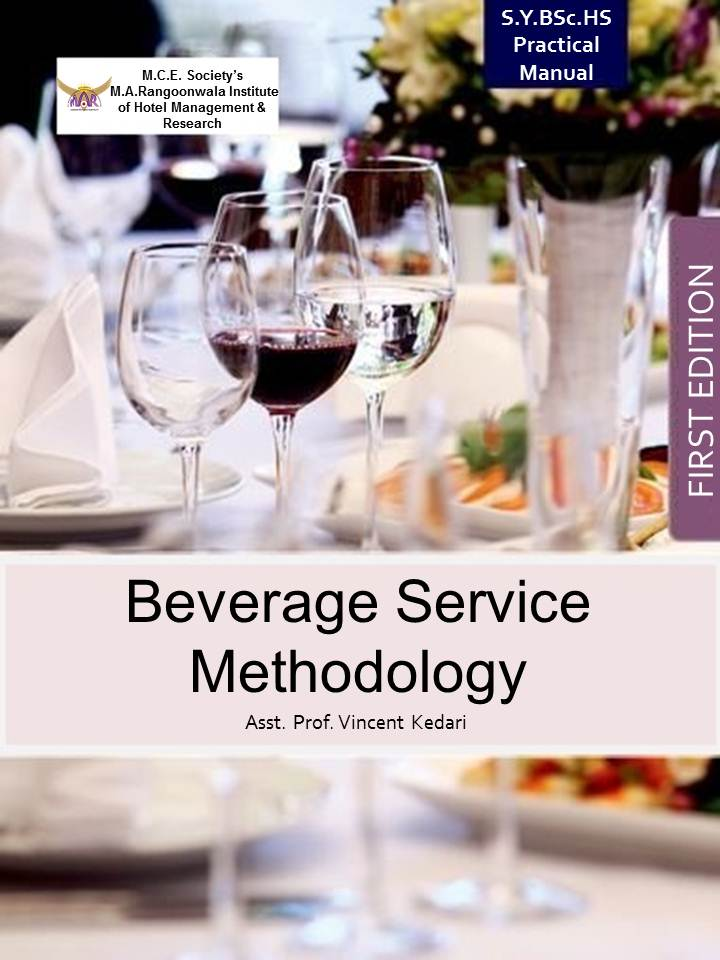 S.Y.BSc.HS
Practical
Manual
M.C.E. Society's
M.A.Rangoonwala Institute
of Hotel Management &
Research
MAR
FIRST EDITION
Beverage Service
Methodology
Asst. Prof. Vincent Kedari